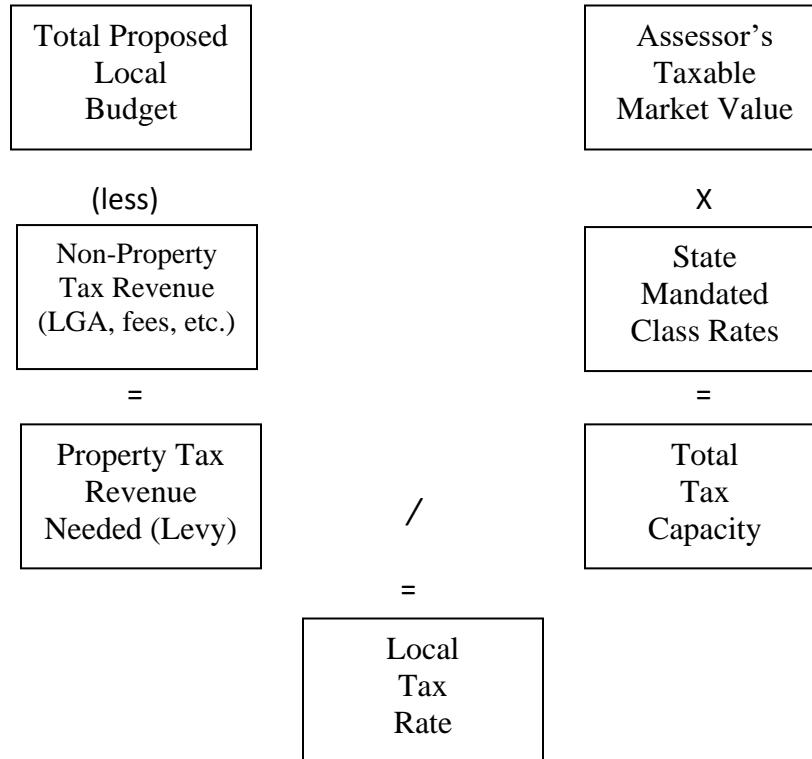 Total Proposed
Local
Budget
(less)
Non-Property
Tax Revenue
(LGA, fees, etc.)
=
Property Tax
Revenue
Needed (Levy)
/
Assessor's
Taxable
Market Value
X
State
Mandated
Class Rates
=
Total
Tax
Capacity
=
Local
Tax
Rate